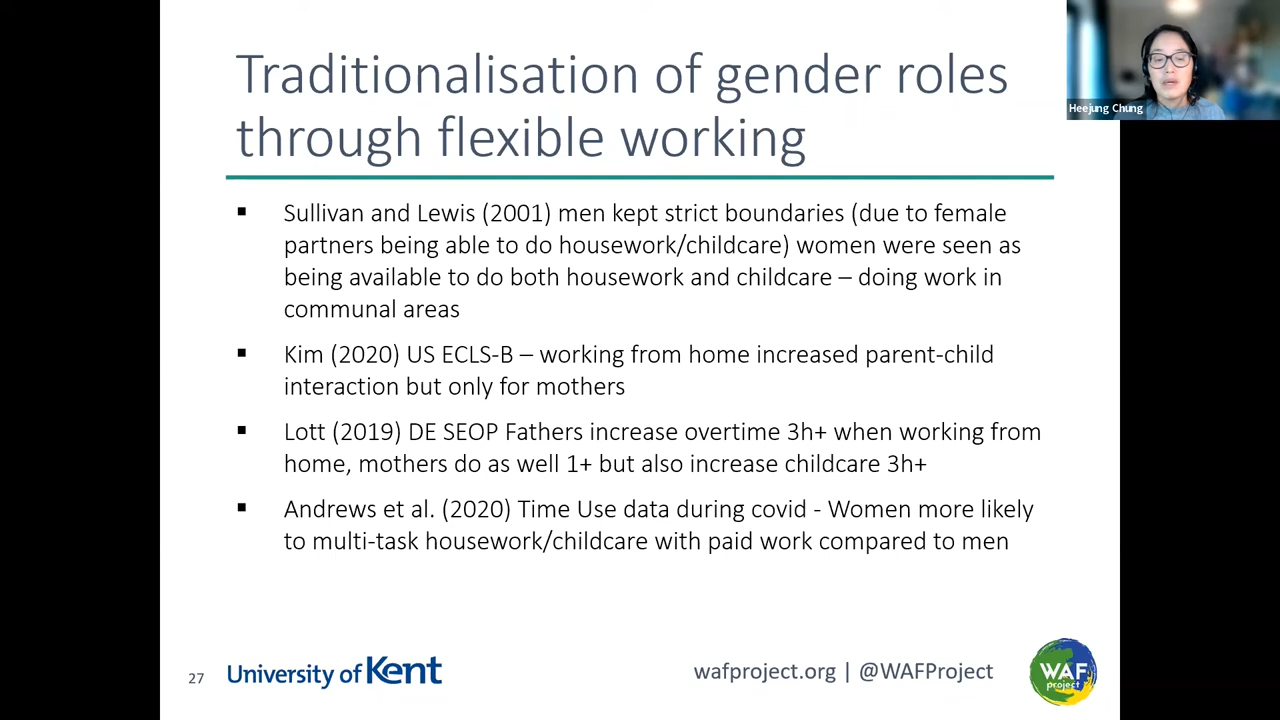 Traditionalisation of gender roles
through flexible working
Heejung Chung
▪ Sullivan and Lewis (2001) men kept strict boundaries (due to female
partners being able to do housework/childcare) women were seen as
being available to do both housework and childcare – doing work in
communal areas
▪ Kim (2020) US ECLS-B – working from home increased parent-child
interaction but only for mothers
▪ Lott (2019) DE SEOP Fathers increase overtime 3h+ when working from
home, mothers do as well 1+ but also increase childcare 3h+
▪ Andrews et al. (2020) Time Use data during covid - Women more likely
to multi-task housework/childcare with paid work compared to men
27
University of Kent
wafproject.org | @WAFProject
WAF
project